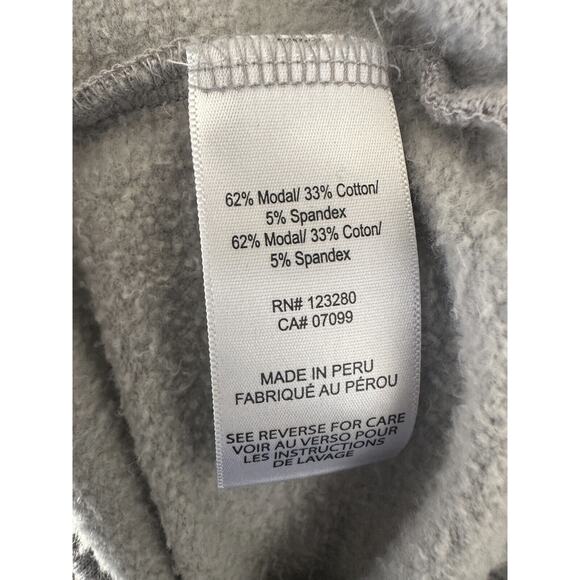 62% Modal/ 33% Cotton/
5% Spandex
62% Modal/ 33% Coton/
5% Spandex
RN# 123280
CA# 07099
MADE IN PERU
FABRIQUÉ AU PÉROU
SEE REVERSE FOR CARE
VOIR AU VERSO POUR
LES INSTRUCTIONS
DE LAVAGE